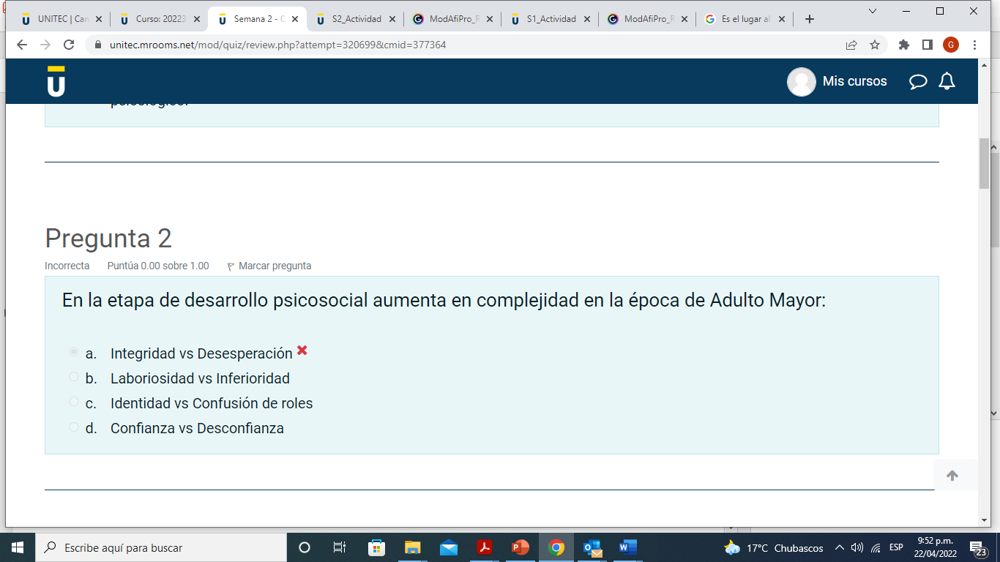 UNITEC | Can
Curso: 20223
Semana 2 - C
S2_Actividad
ModAfiPro_R
S1_Actividad
ModAfiPro_R
Es el lugar al
unitec.mrooms.net/mod/quiz/review.php?attempt=320699&cmid=377364
G
U
Mis cursos
Pregunta 2
Incorrecta
Puntúa 0.00 sobre 1.00
Marcar pregunta
En la etapa de desarrollo psicosocial aumenta en complejidad en la época de Adulto Mayor:
a. Integridad vs Desesperación
b. Laboriosidad vs Inferioridad
c. Identidad vs Confusión de roles
d. Confianza vs Desconfianza
Escribe aquí para buscar
17°C Chubascos
ESP
9:52 p.m.
22/04/2022
23